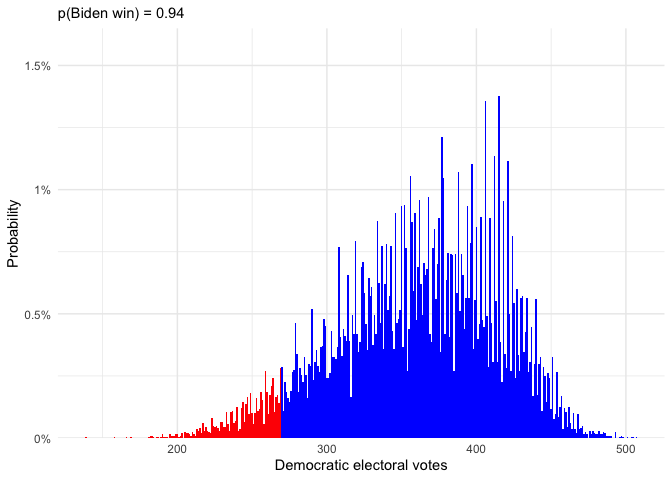 p(Biden win) = 0.94
1.5%
1%
0.5%
0%
Probability
200
300
400
500
Democratic electoral votes